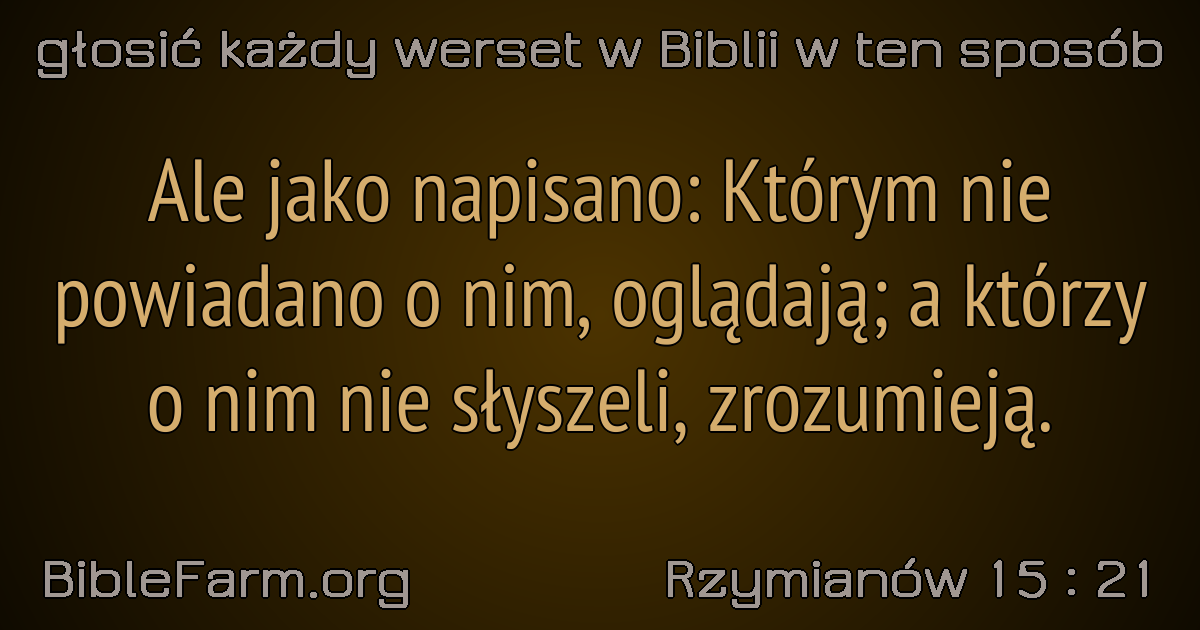 głosić każdy werset w Biblii w ten sposób
Ale jako napisano: Którym nie
powiadano o nim, oglądają; a którzy
o nim nie słyszeli, zrozumieją.
BibleFarm.org
Rzymianów 15 : 21